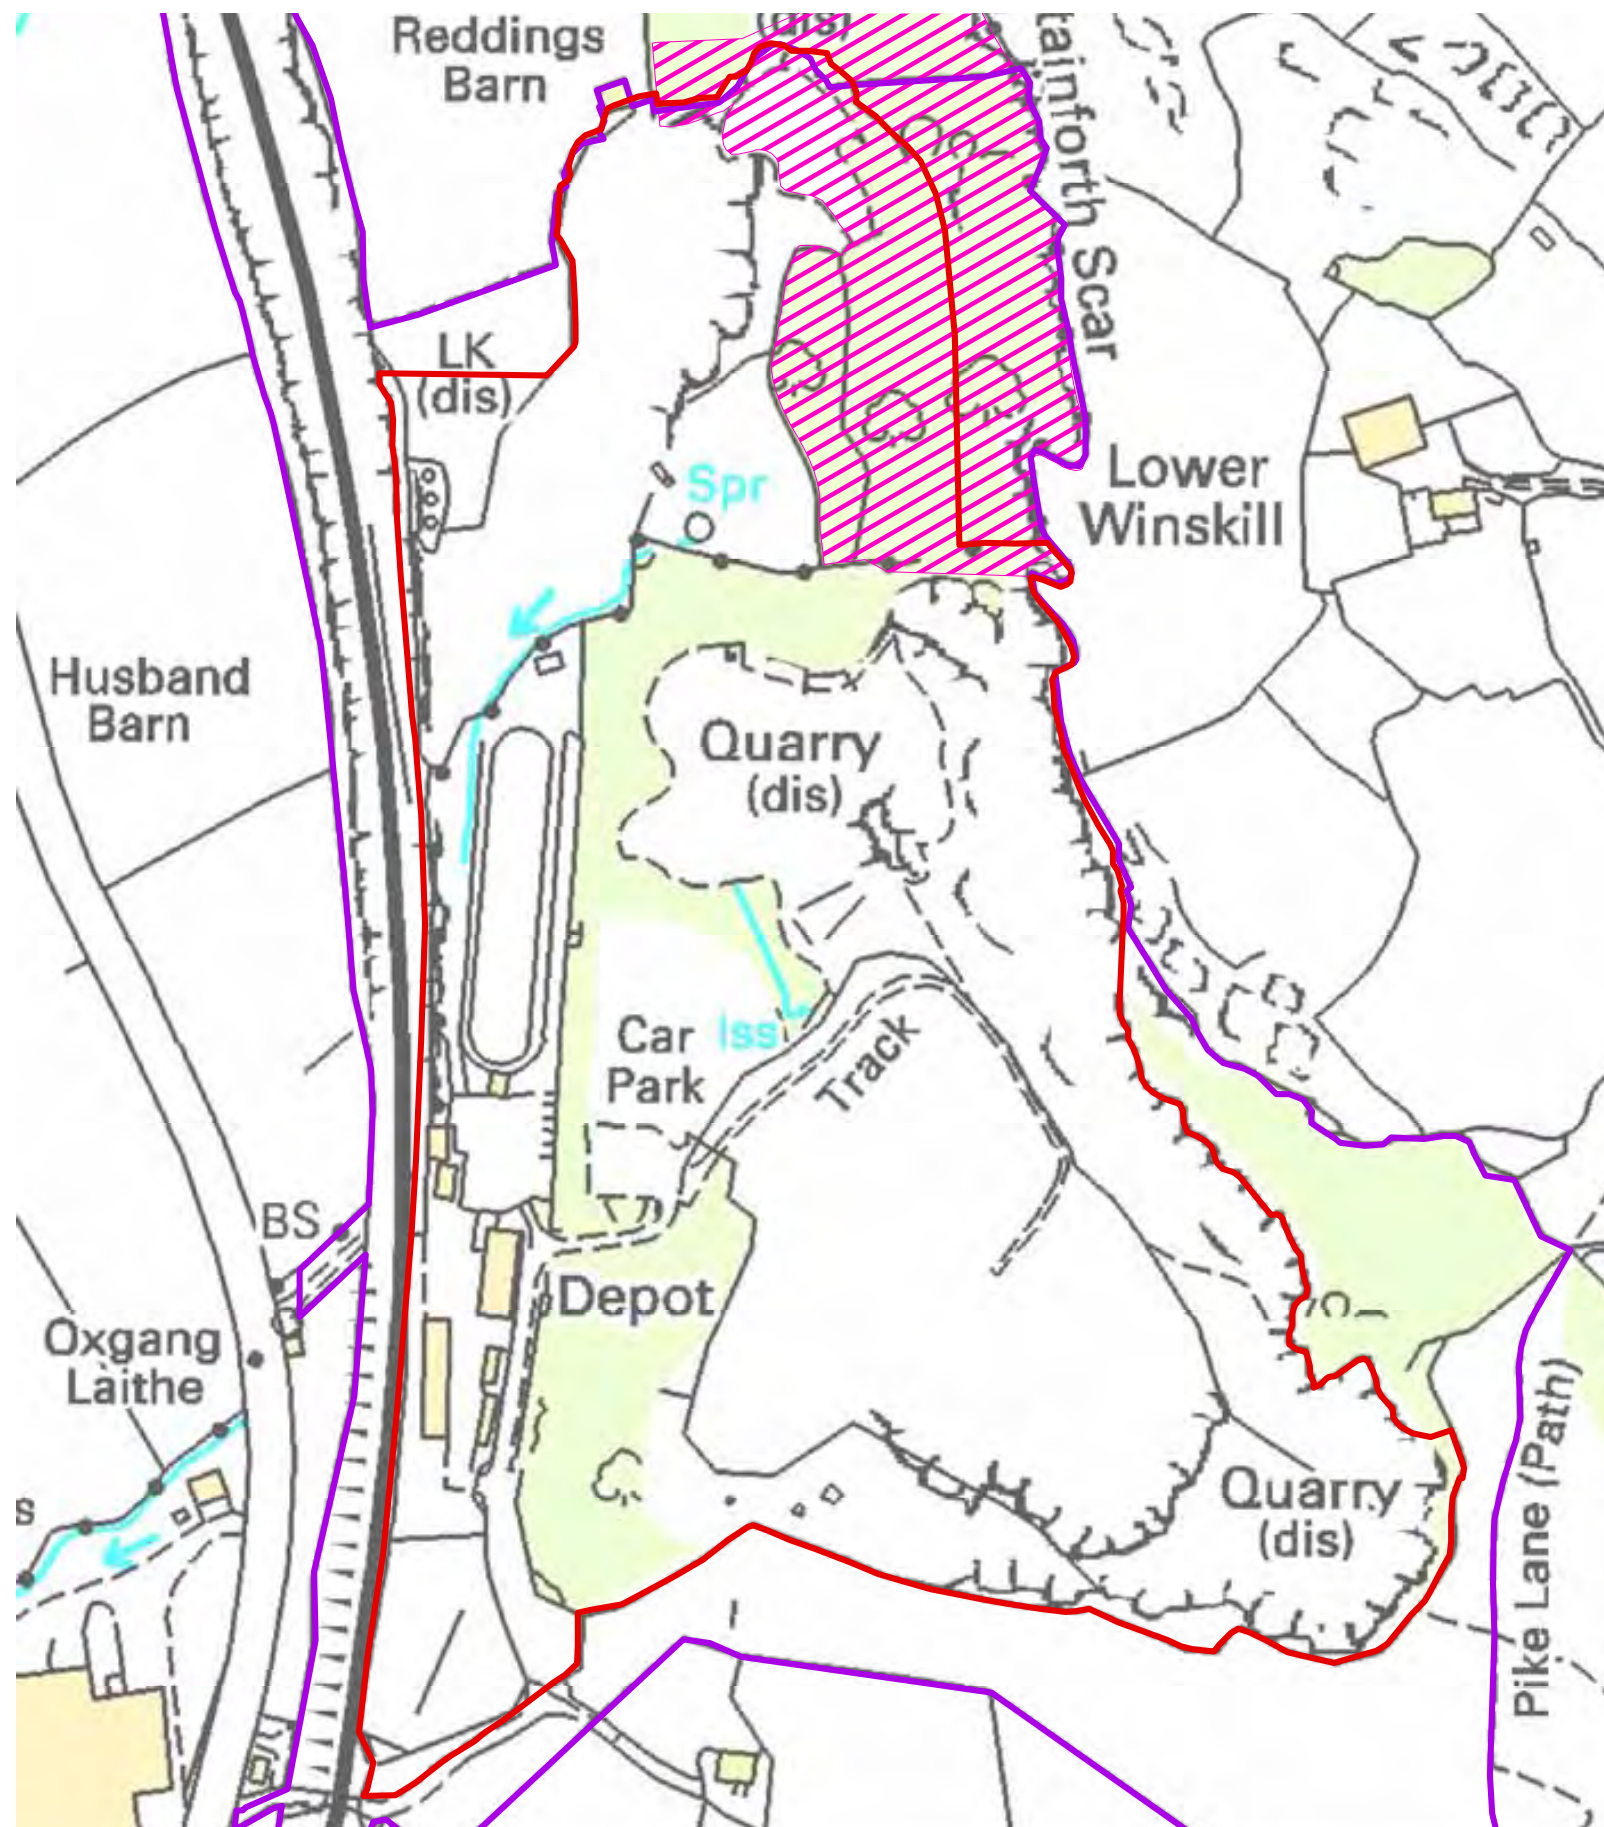 Reddings
Barn
(dis)
tainforth Scar
LK
(dis)
Spr
Lower
Winskill
Husband
Barn
Quarry
(dis)
Car
Park
Iss
Track
BS
Depot
Oxgang
Laithe
s
Quarry
(dis)
Pike Lane (Path)